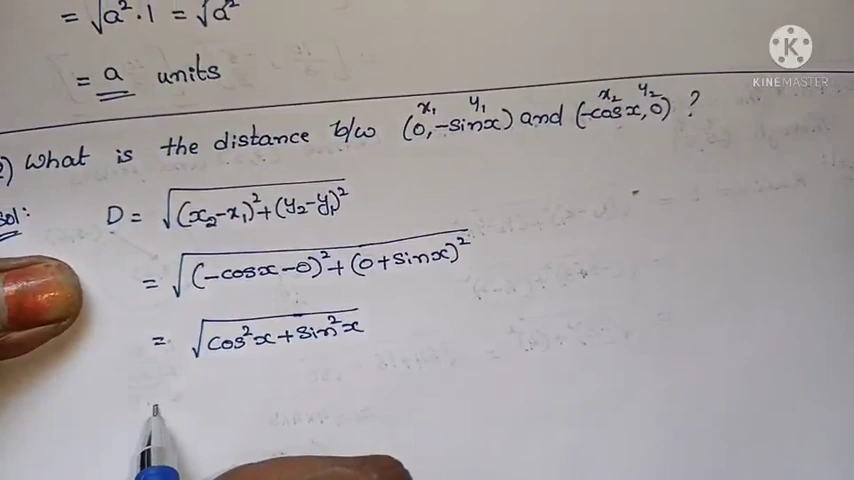 = √a²·1 = √a²
= a units
KINEMASTER
x₁ y₁ x₂ y₂
2) What is the distance b/w (0,-sinx) and (-cosx,0) ?
Sol: D = √(x₂-x₁)²+(y₂-y₁)²
= √(-cosx-0)²+(0+sinx)²
= √cos²x+sin²x